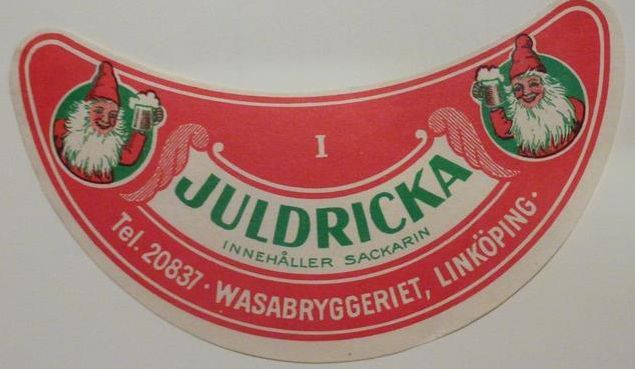 I
JULDRICKA
INNEHÅLLER SACKARIN
Tel. 20837 · WASABRYGGERIET, LINKÖPING ·